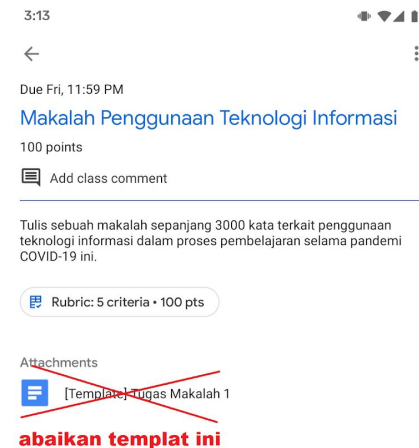 3:13
Due Fri, 11:59 PM
Makalah Penggunaan Teknologi Informasi
100 points
Add class comment
Tulis sebuah makalah sepanjang 3000 kata terkait penggunaan
teknologi informasi dalam proses pembelajaran selama pandemi
COVID-19 ini.
Rubric: 5 criteria • 100 pts
Attachments
[Template] Tugas Makalah 1
abaikan templat ini